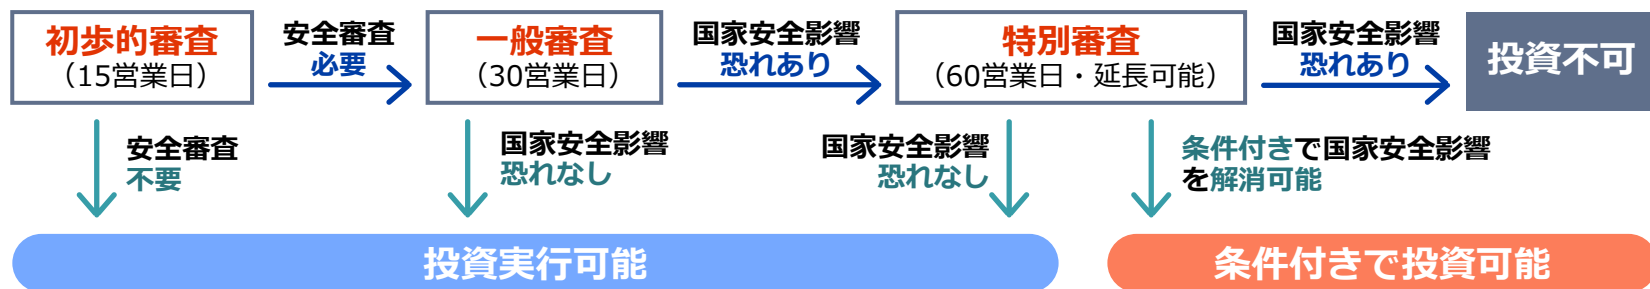 初歩的審査
（15営業日）
安全審査
必要
一般審査
（30営業日）
国家安全影響
恐れあり
特別審査
（60営業日・延長可能）
国家安全影響
恐れあり
投資不可
安全審査
不要
国家安全影響
恐れなし
国家安全影響
恐れなし
条件付きで国家安全影響
を解消可能
投資実行可能
条件付きで投資可能